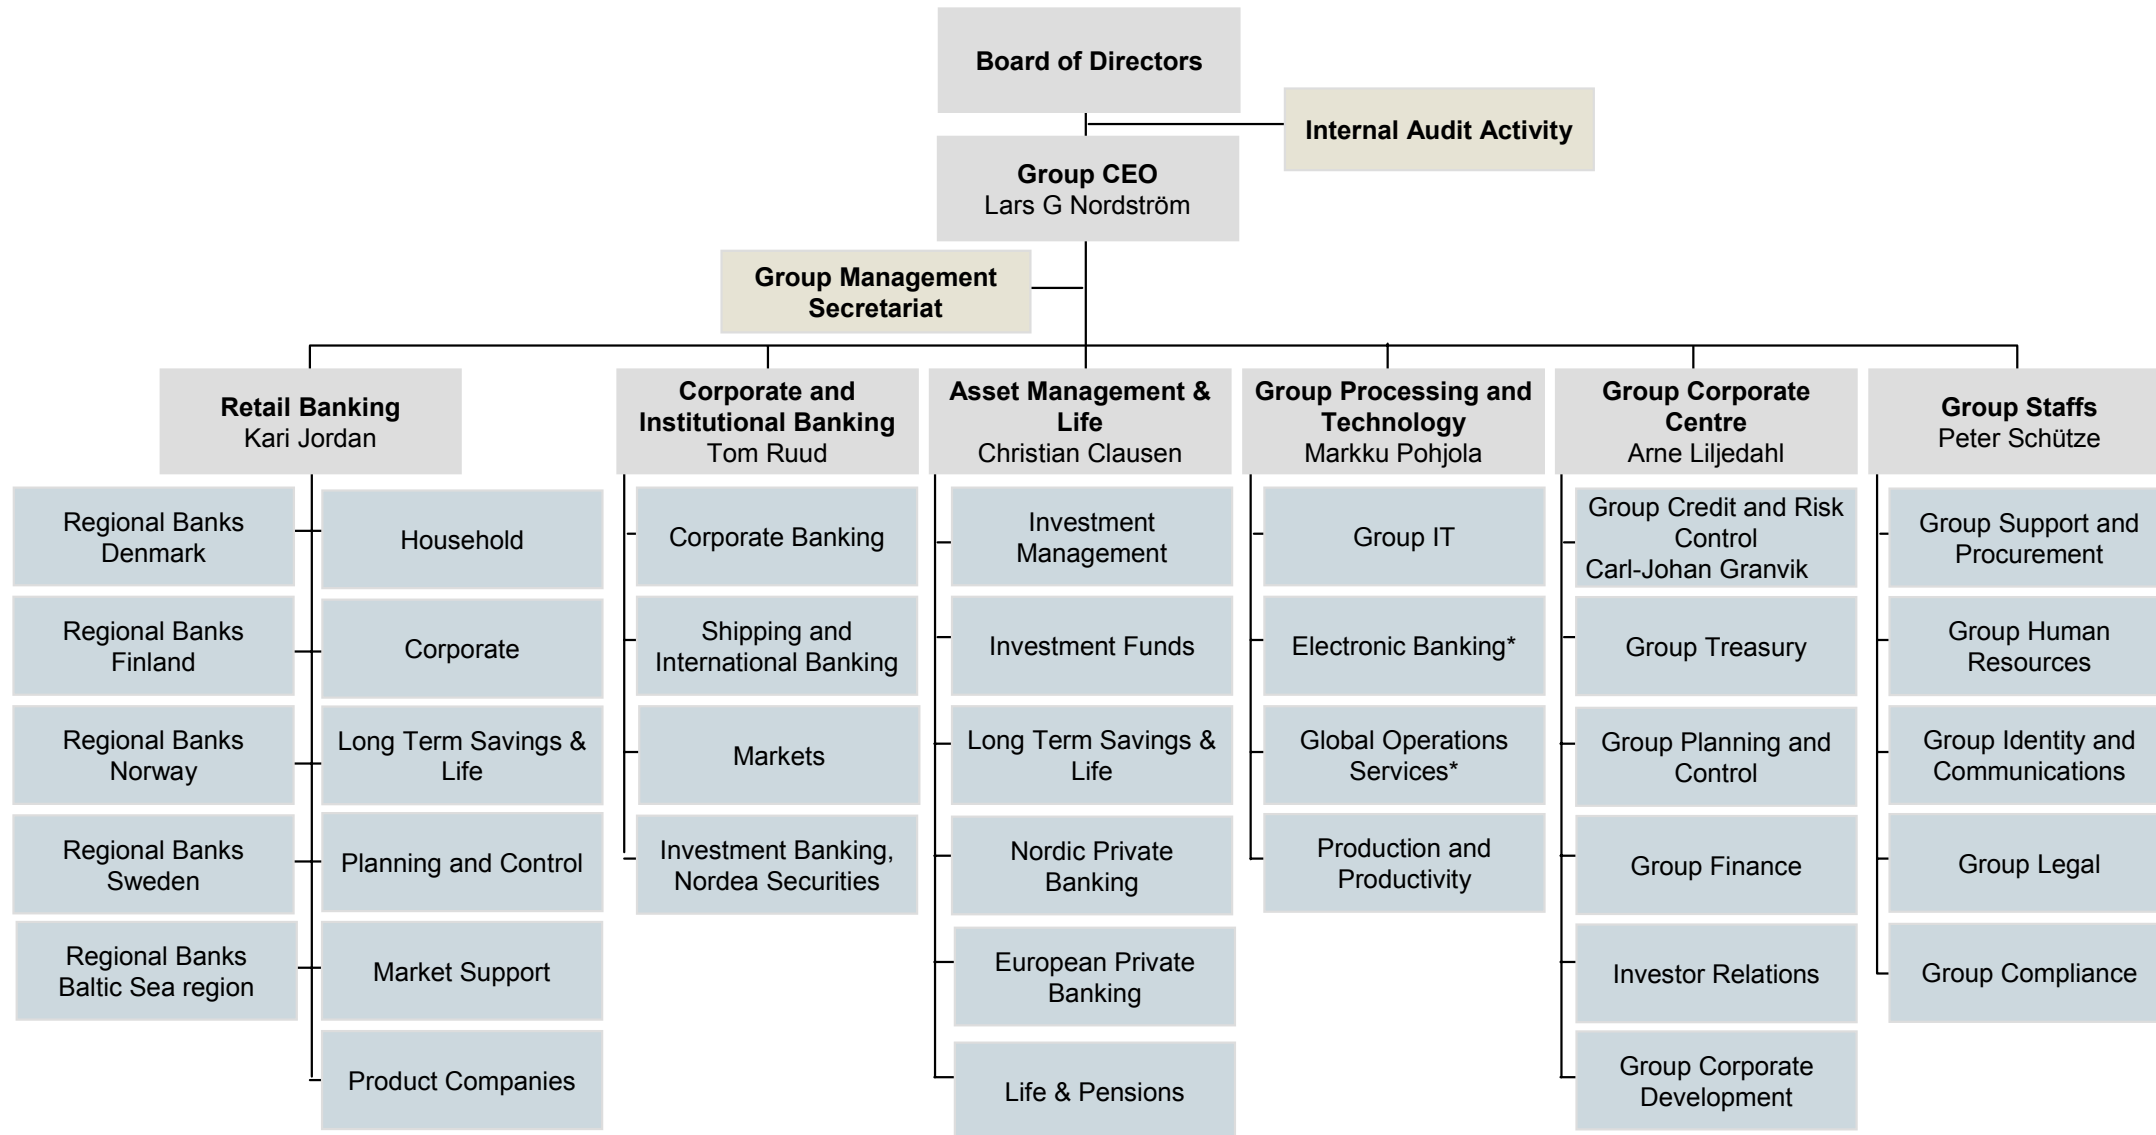 Board of Directors
Internal Audit Activity
Group CEO
Lars G Nordström
Group Management
Secretariat
Retail Banking
Kari Jordan
Regional Banks
Denmark
Regional Banks
Finland
Regional Banks
Norway
Regional Banks
Sweden
Regional Banks
Baltic Sea region
Household
Corporate
Long Term Savings &
Life
Planning and Control
Market Support
Product Companies
Corporate and
Institutional Banking
Tom Ruud
Corporate Banking
Shipping and
International Banking
Markets
Investment Banking,
Nordea Securities
Asset Management &
Life
Christian Clausen
Investment
Management
Investment Funds
Long Term Savings &
Life
Nordic Private
Banking
European Private
Banking
Life & Pensions
Group Processing and
Technology
Markku Pohjola
Group IT
Electronic Banking*
Global Operations
Services*
Production and
Productivity
Group Corporate
Centre
Arne Liljedahl
Group Credit and Risk
Control
Carl-Johan Granvik
Group Treasury
Group Planning and
Control
Group Finance
Investor Relations
Group Corporate
Development
Group Staffs
Peter Schütze
Group Support and
Procurement
Group Human
Resources
Group Identity and
Communications
Group Legal
Group Compliance